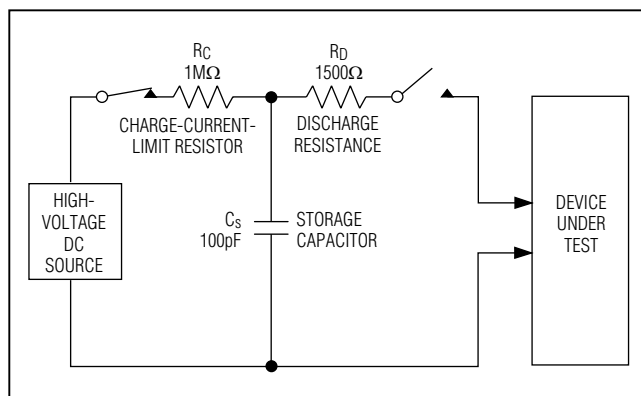 RC
1MΩ
CHARGE-CURRENT-
LIMIT RESISTOR
RD
1500Ω
DISCHARGE
RESISTANCE
HIGH-
VOLTAGE
DC
SOURCE
CS
100pF
STORAGE
CAPACITOR
DEVICE
UNDER
TEST